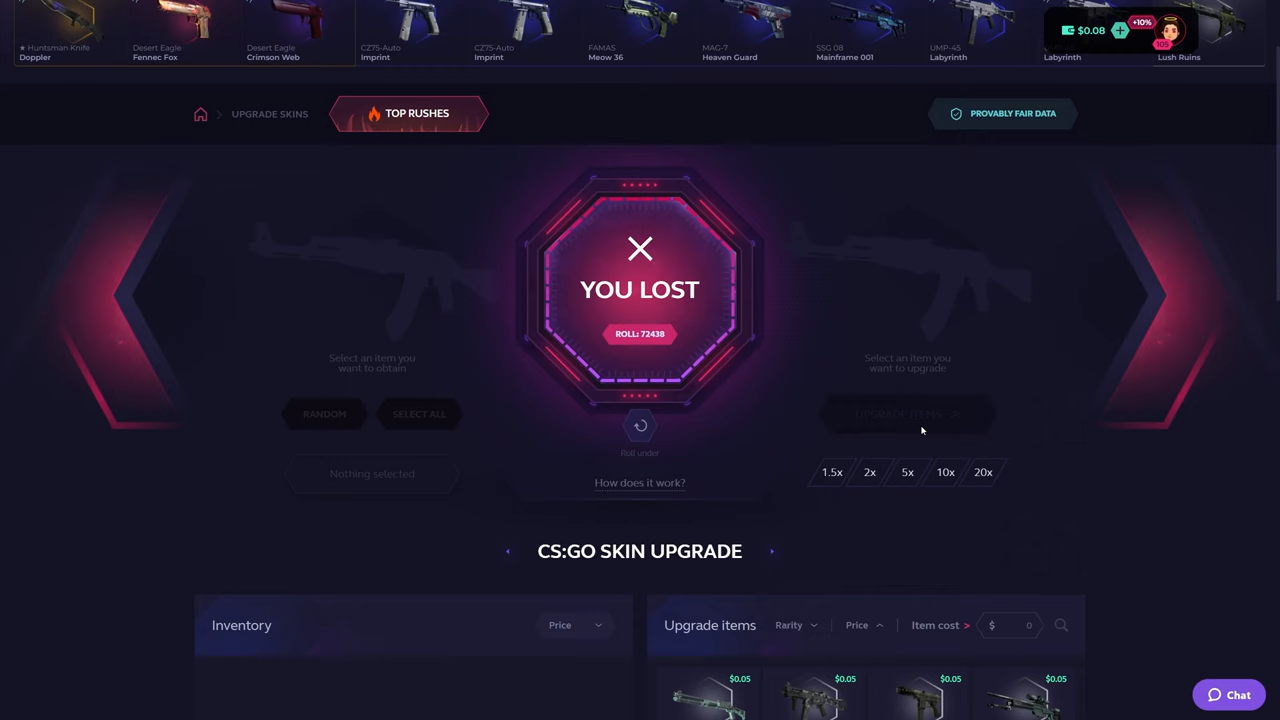 ★ Huntsman Knife
Doppler
Desert Eagle
Fennec Fox
Desert Eagle
Crimson Web
CZ75-Auto
Imprint
CZ75-Auto
Imprint
FAMAS
Meow 36
MAG-7
Heaven Guard
SSG 08
Mainframe 001
UMP-45
Labyrinth
Labyrinth
Lush Ruins
$0.08
+10%
105
UPGRADE SKINS
TOP RUSHES
PROVABLY FAIR DATA
YOU LOST
ROLL: 72438
Select an item you
want to obtain
RANDOM
SELECT ALL
Nothing selected
Roll under
How does it work?
Select an item you
want to upgrade
UPGRADE ITEMS
1.5x
2x
5x
10x
20x
CS:GO SKIN UPGRADE
Inventory
Price
Upgrade items
Rarity
Price
Item cost >
$ 0
$0.05
$0.05
$0.05
$0.05
Chat